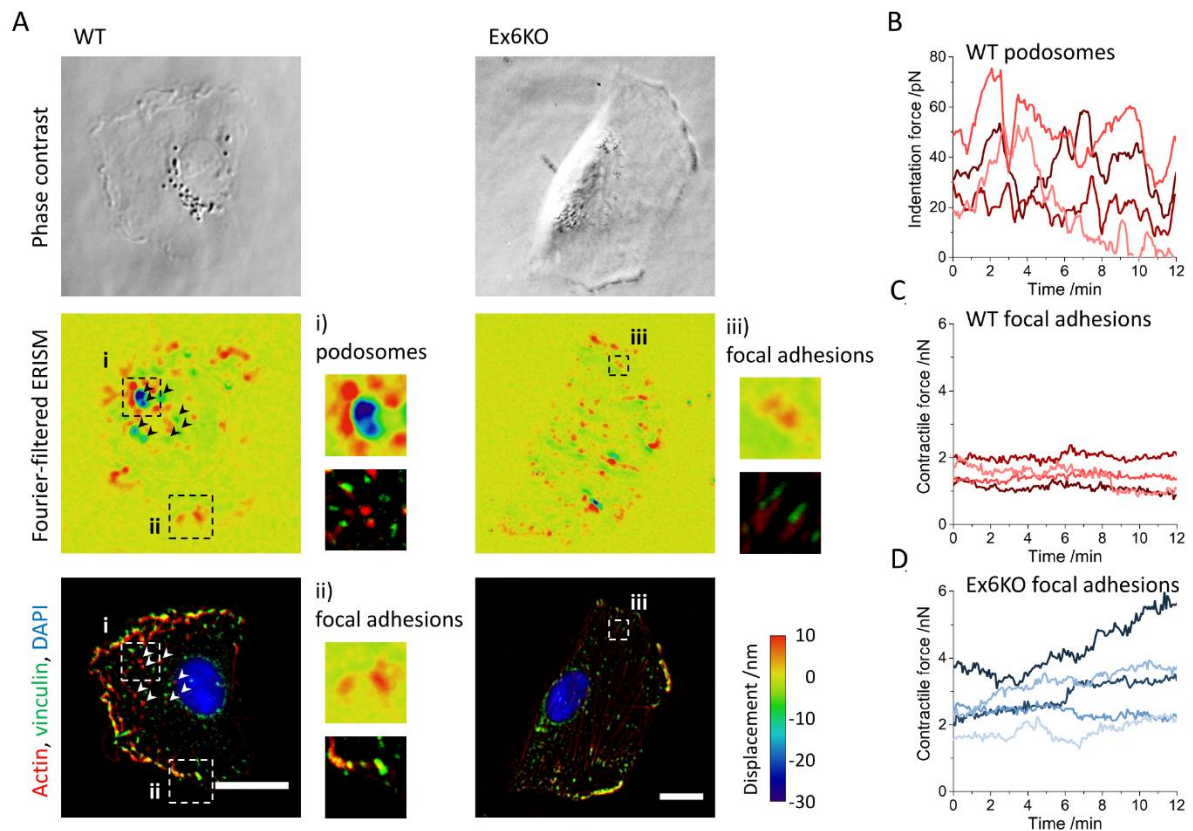 A
WT
Ex6KO
Phase contrast
Fourier-filtered ERISM
i
ii
i)
podosomes
iii
iii)
focal adhesions
Actin, vinculin, DAPI
i
ii
ii)
focal adhesions
iii
Displacement /nm
10
0
-10
-20
-30
B
WT podosomes
Indentation force /pN
80
60
40
20
0
0 2 4 6 8 10 12
Time /min
C
WT focal adhesions
Contractile force /nN
6
4
2
0
0 2 4 6 8 10 12
Time /min
D
Ex6KO focal adhesions
Contractile force /nN
6
4
2
0
0 2 4 6 8 10 12
Time /min